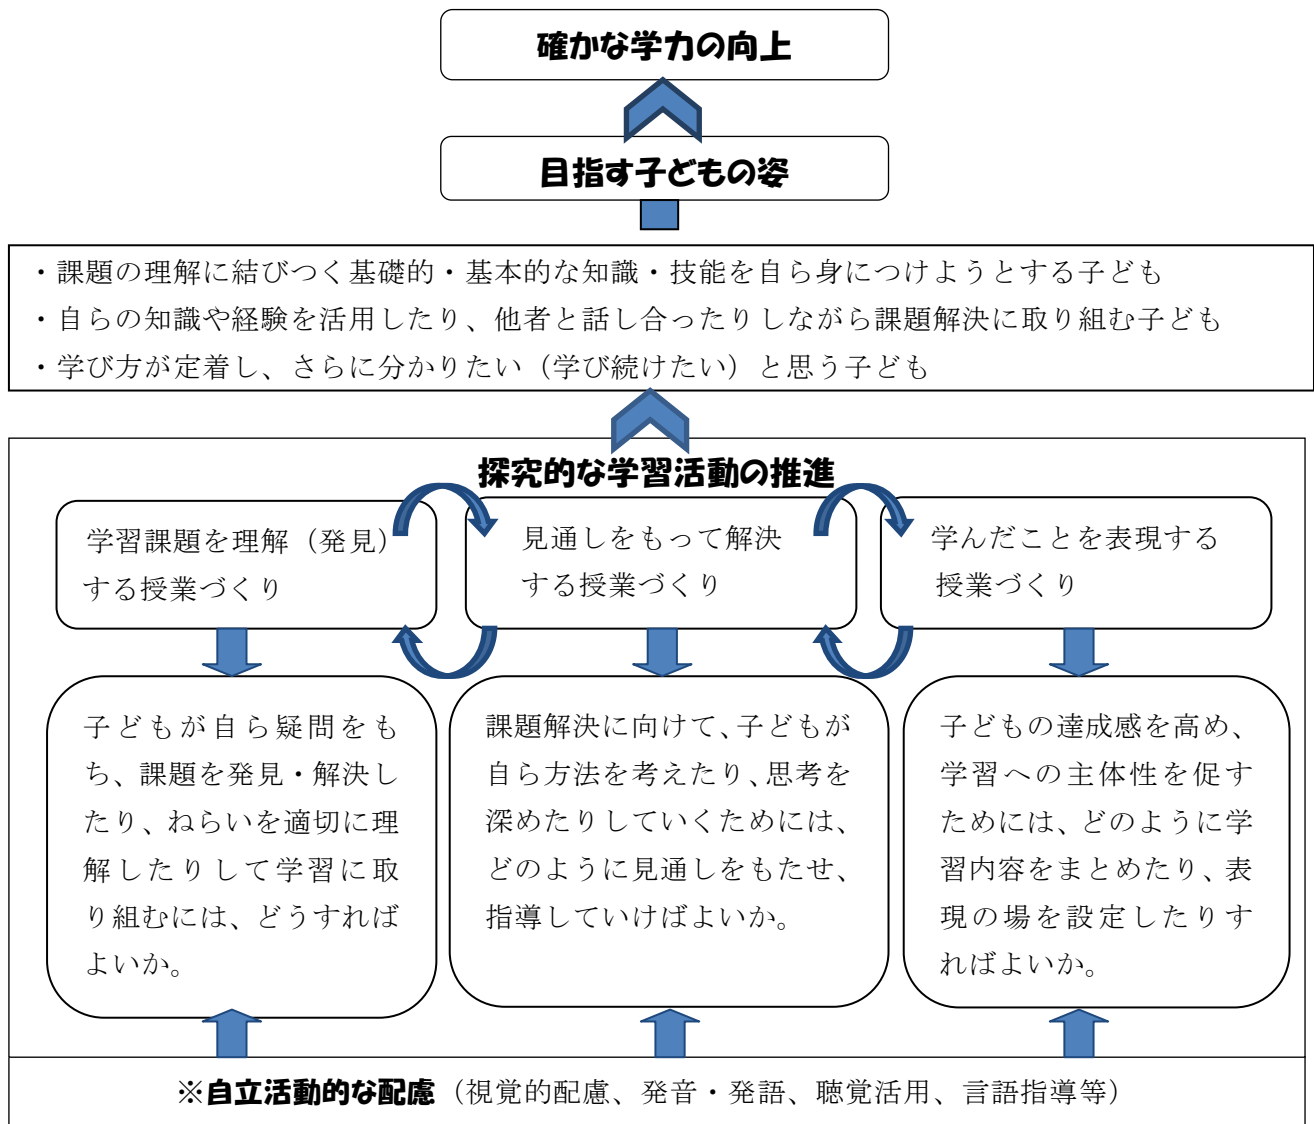 確かな学力の向上
目指す子どもの姿
・課題の理解に結びつく基礎的・基本的な知識・技能を自ら身につけようとする子ども
・自らの知識や経験を活用したり、他者と話し合ったりしながら課題解決に取り組む子ども
・学び方が定着し、さらに分かりたい（学び続けたい）と思う子ども
探究的な学習活動の推進
学習課題を理解（発見）
する授業づくり
見通しをもって解決
する授業づくり
学んだことを表現する
授業づくり
子どもが自ら疑問をも
ち、課題を発見・解決し
たり、ねらいを適切に理
解したりして学習に取
り組むには、どうすれば
よいか。
課題解決に向けて、子どもが
自ら方法を考えたり、思考を
深めたりしていくためには、
どのように見通しをもたせ、
指導していけばよいか。
子どもの達成感を高め、
学習への主体性を促す
ためには、どのように学
習内容をまとめたり、表
現の場を設定したりす
ればよいか。
※自立活動的な配慮（視覚的配慮、発音・発語、聴覚活用、言語指導等）